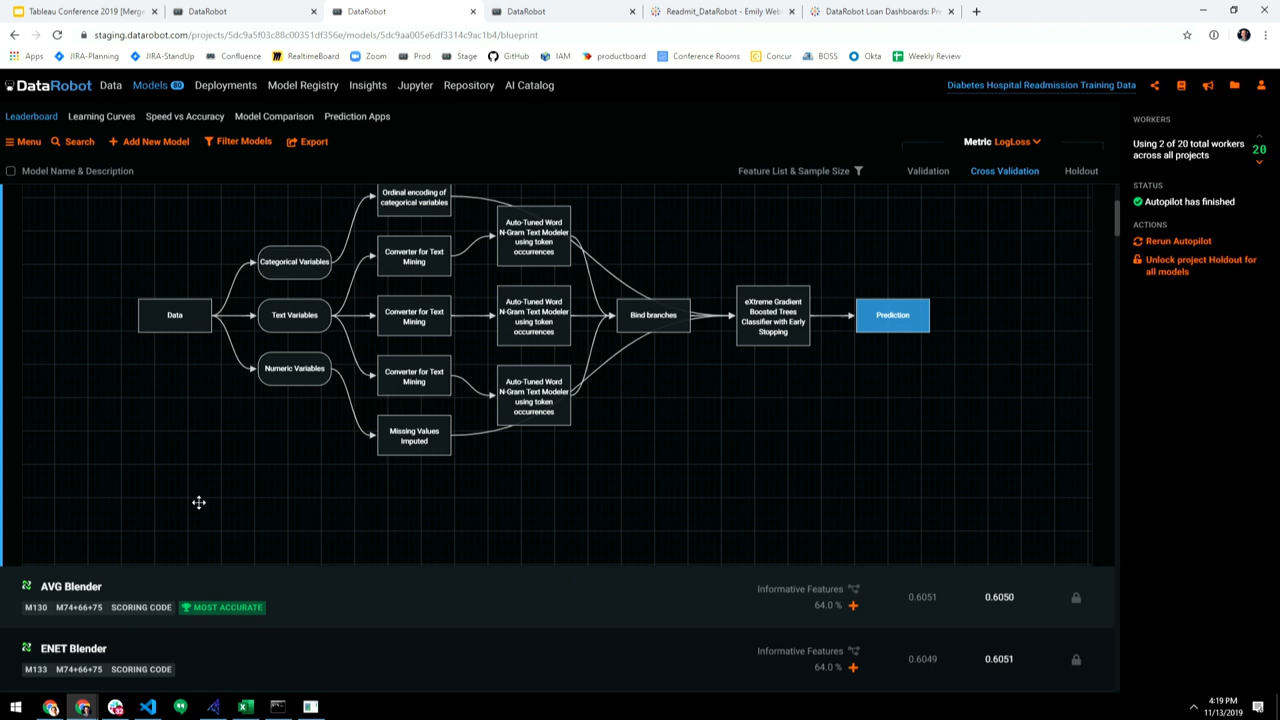 Tableau Conference 2019 [Merge
DataRobot
DataRobot
DataRobot
Readmit_DataRobot - Emily Web
DataRobot Loan Dashboards: Pr
staging.datarobot.com/projects/5dc9a5f03c88c00351df356e/models/5dc9aa005e6df3314c9ac1b4/blueprint
Apps JIRA-Planning JIRA-StandUp Confluence RealtimeBoard Zoom Prod Stage GitHub IAM productboard Conference Rooms Concur BOSS Okta Weekly Review
DataRobot Data Models 80 Deployments Model Registry Insights Jupyter Repository AI Catalog
Diabetes Hospital Readmission Training Data
Leaderboard Learning Curves Speed vs Accuracy Model Comparison Prediction Apps
Menu Search Add New Model Filter Models Export
Metric LogLoss
Model Name & Description
Feature List & Sample Size
Validation Cross Validation Holdout
WORKERS
Using 2 of 20 total workers
across all projects
20
STATUS
Autopilot has finished
ACTIONS
Rerun Autopilot
Unlock project Holdout for
all models
Data
Categorical Variables
Text Variables
Numeric Variables
Ordinal encoding of
categorical variables
Converter for Text
Mining
Converter for Text
Mining
Converter for Text
Mining
Missing Values
Imputed
Auto-Tuned Word
N-Gram Text Modeler
using token
occurrences
Auto-Tuned Word
N-Gram Text Modeler
using token
occurrences
Auto-Tuned Word
N-Gram Text Modeler
using token
occurrences
Bind branches
eXtreme Gradient
Boosted Trees
Classifier with Early
Stopping
Prediction
AVG Blender
M130 M74+66+75 SCORING CODE MOST ACCURATE
Informative Features
64.0 %
0.6051 0.6050
ENET Blender
M133 M74+66+75 SCORING CODE
Informative Features
64.0 %
0.6049 0.6051
4:19 PM
11/13/2019